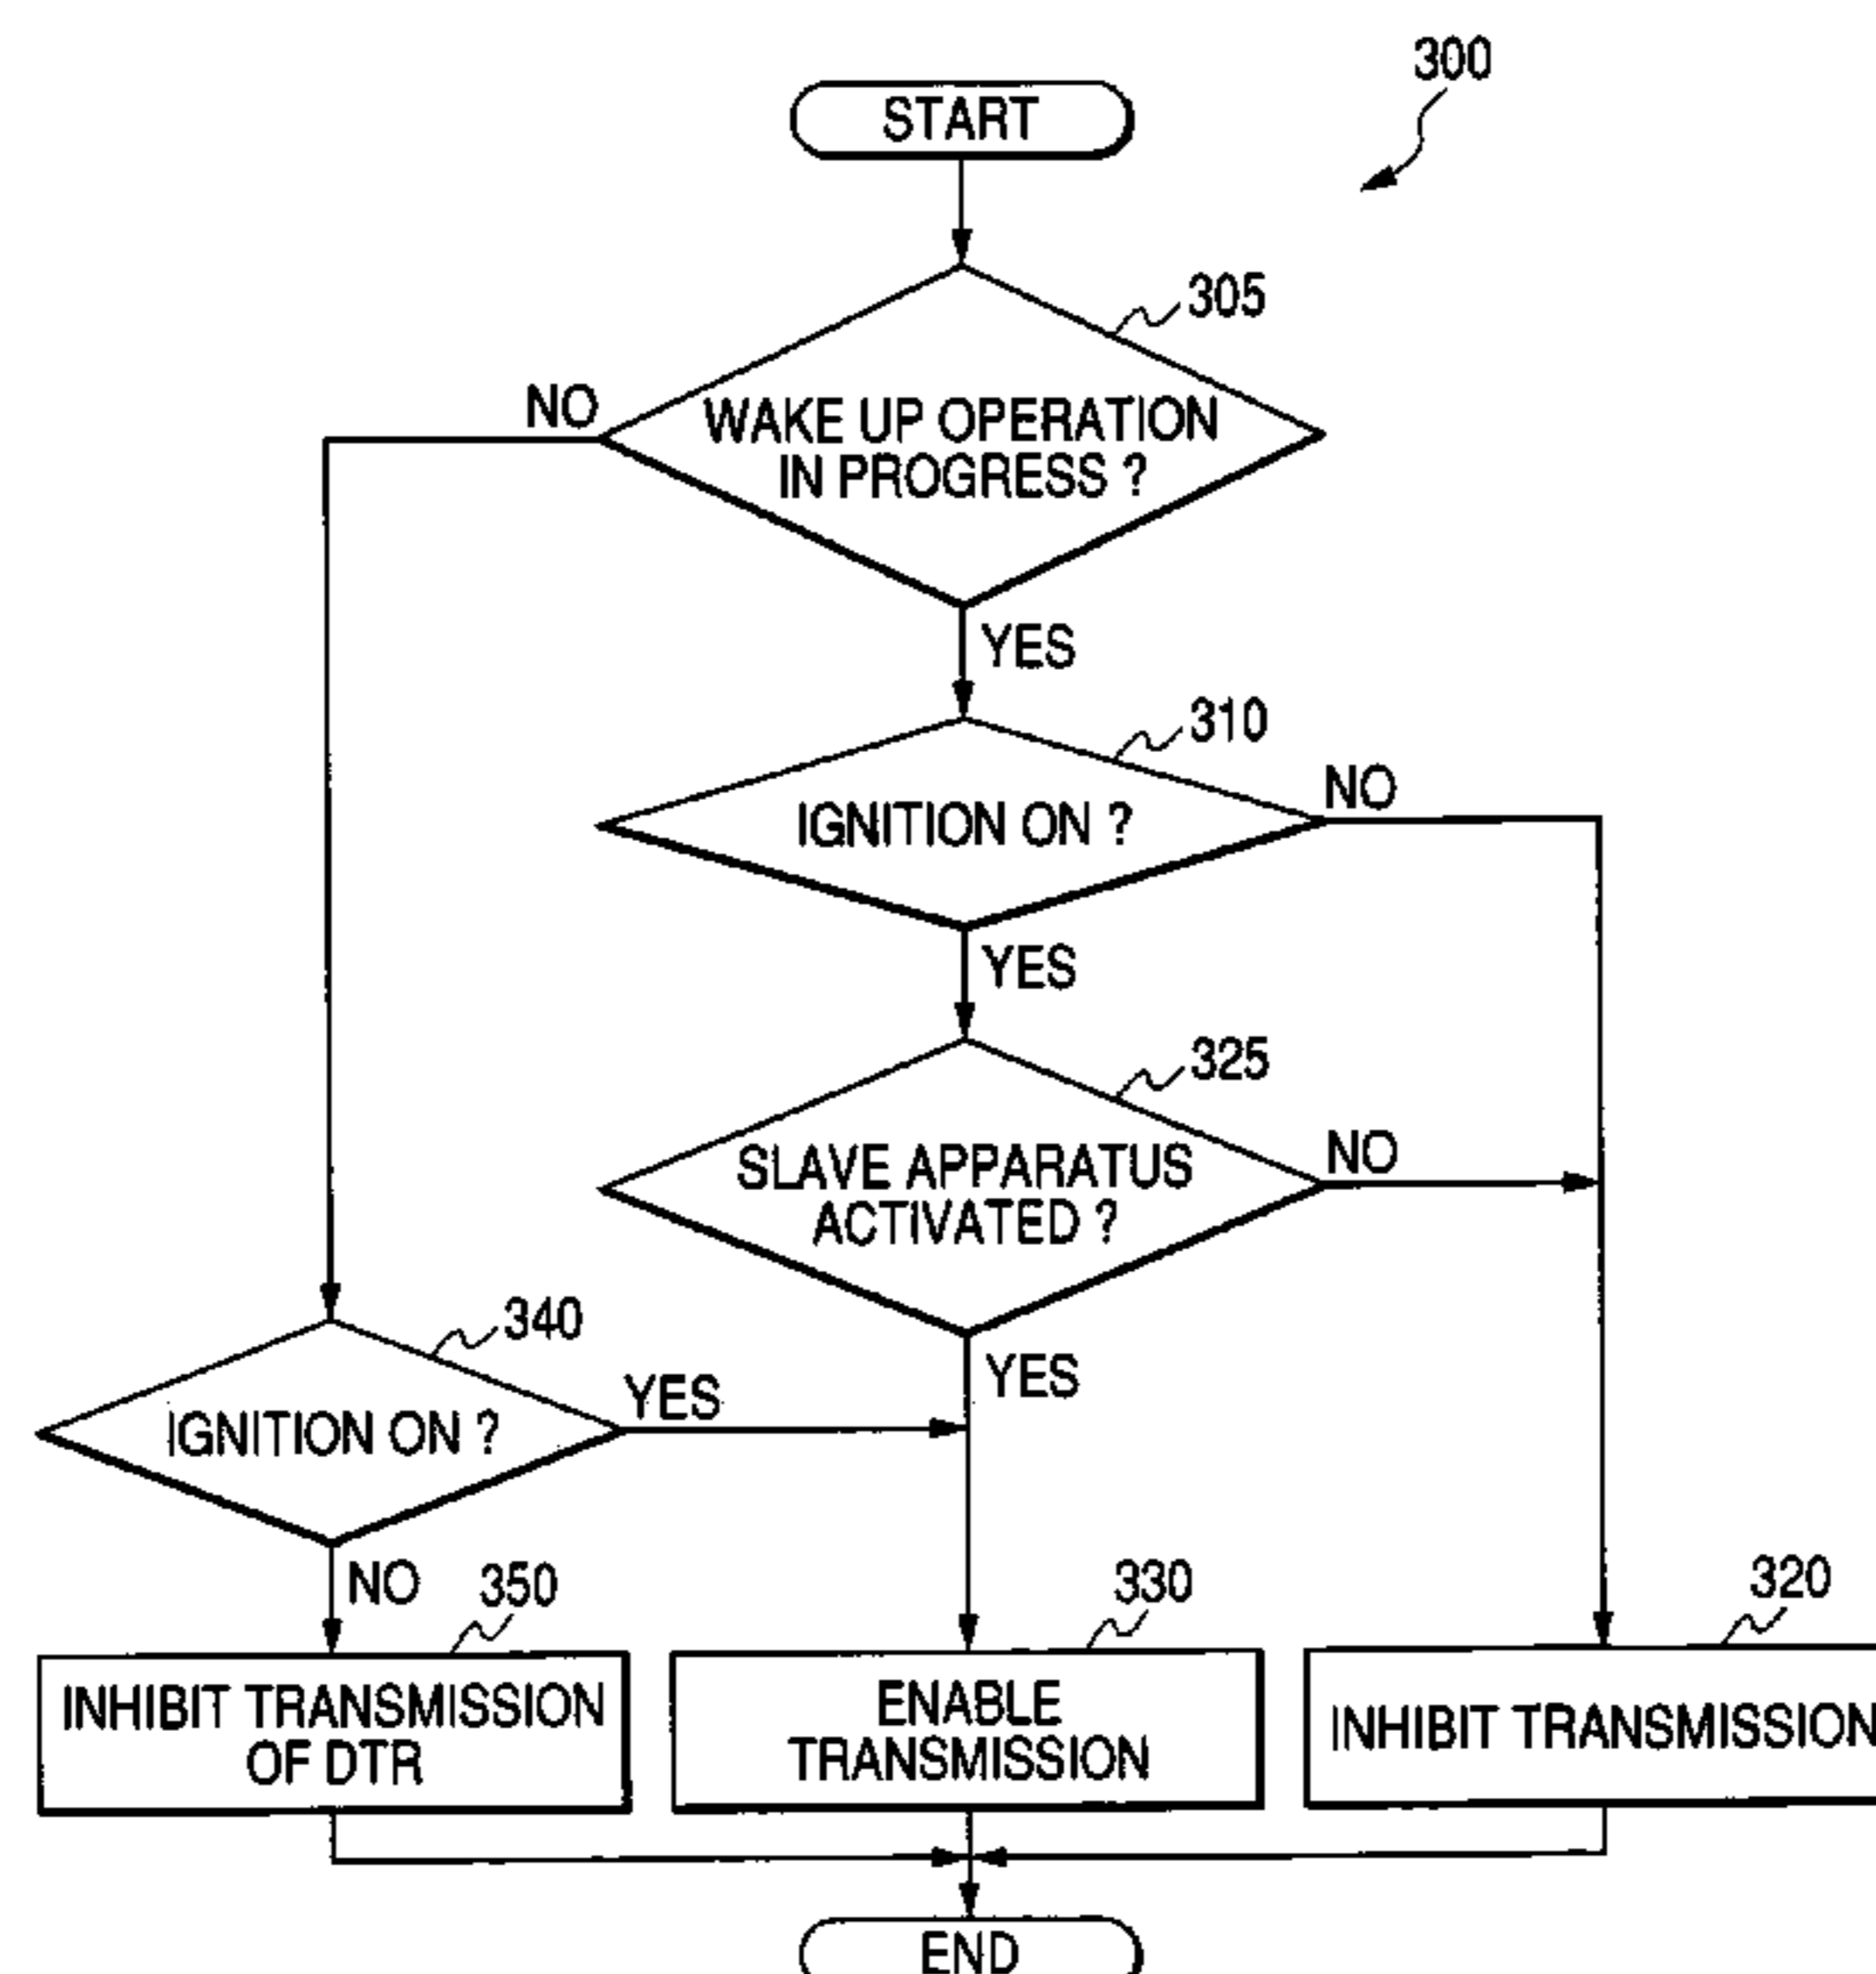 300
START
305
NO
WAKE UP OPERATION
IN PROGRESS ?
YES
310
NO
IGNITION ON ?
YES
325
NO
SLAVE APPARATUS
ACTIVATED ?
YES
340
YES
IGNITION ON ?
NO
350
330
320
INHIBIT TRANSMISSION
OF DTR
ENABLE
TRANSMISSION
INHIBIT TRANSMISSION
END